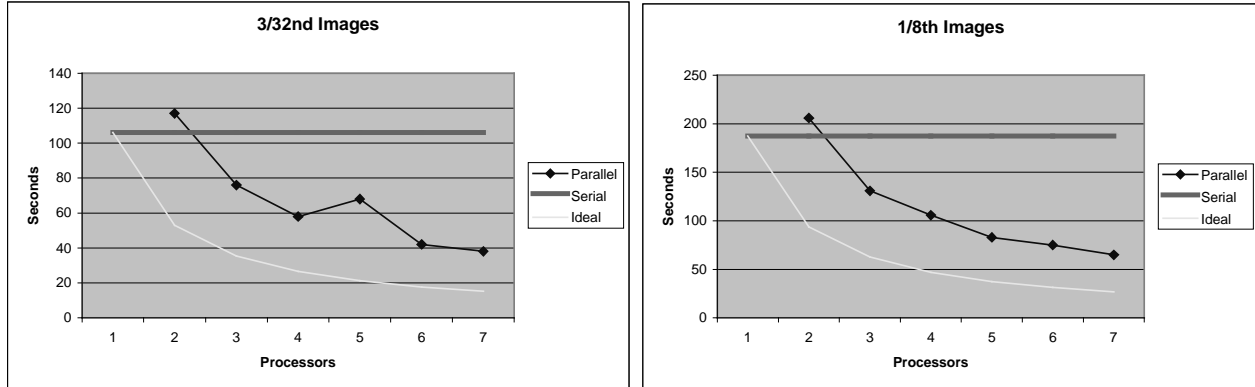 3/32nd Images
140
120
100
80
60
40
20
0
Seconds
1 2 3 4 5 6 7
Processors
Parallel
Serial
Ideal
1/8th Images
250
200
150
100
50
0
Seconds
1 2 3 4 5 6 7
Processors
Parallel
Serial
Ideal